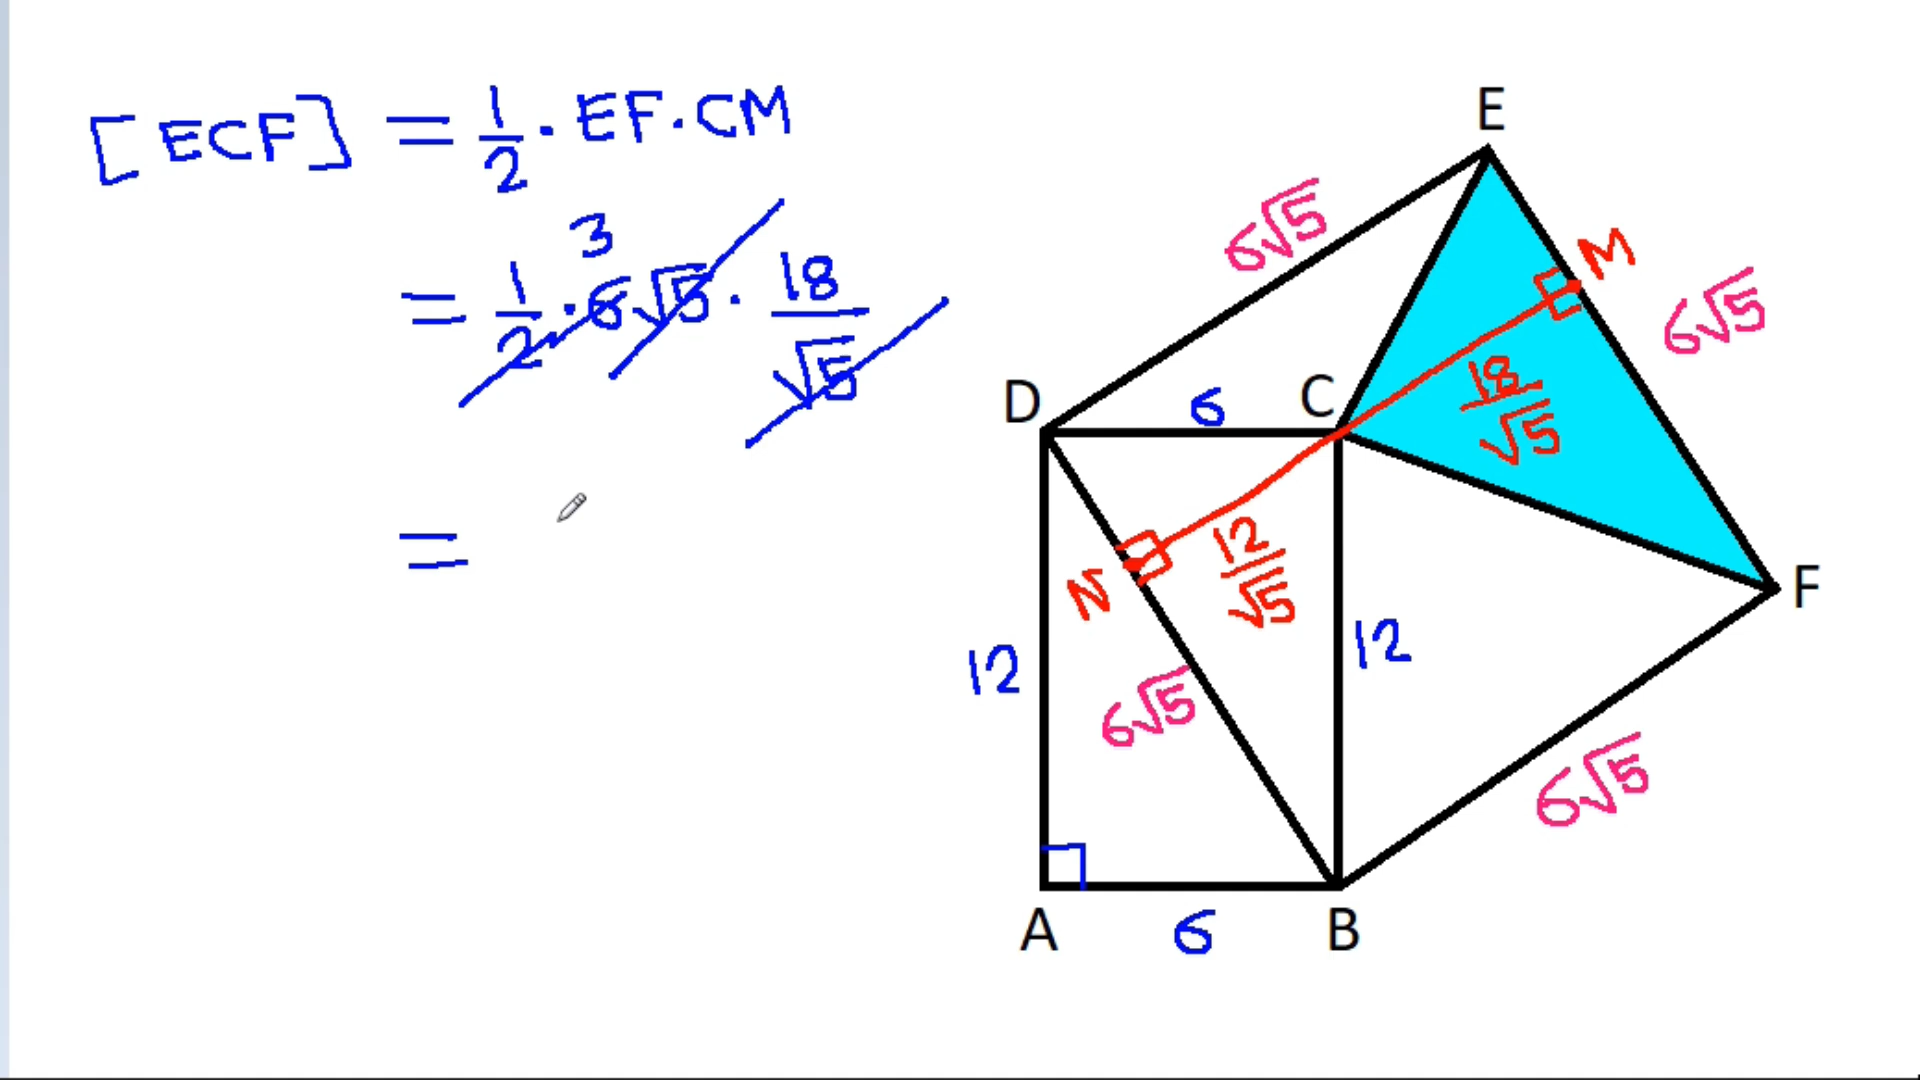 [ECF] = 1/2 · EF · CM
3
= 1/2 · 6√5 · 18/√5
=
E
6√5
M
6√5
D
6
C
18/√5
12/√5
N
F
12
12
6√5
6√5
A
6
B